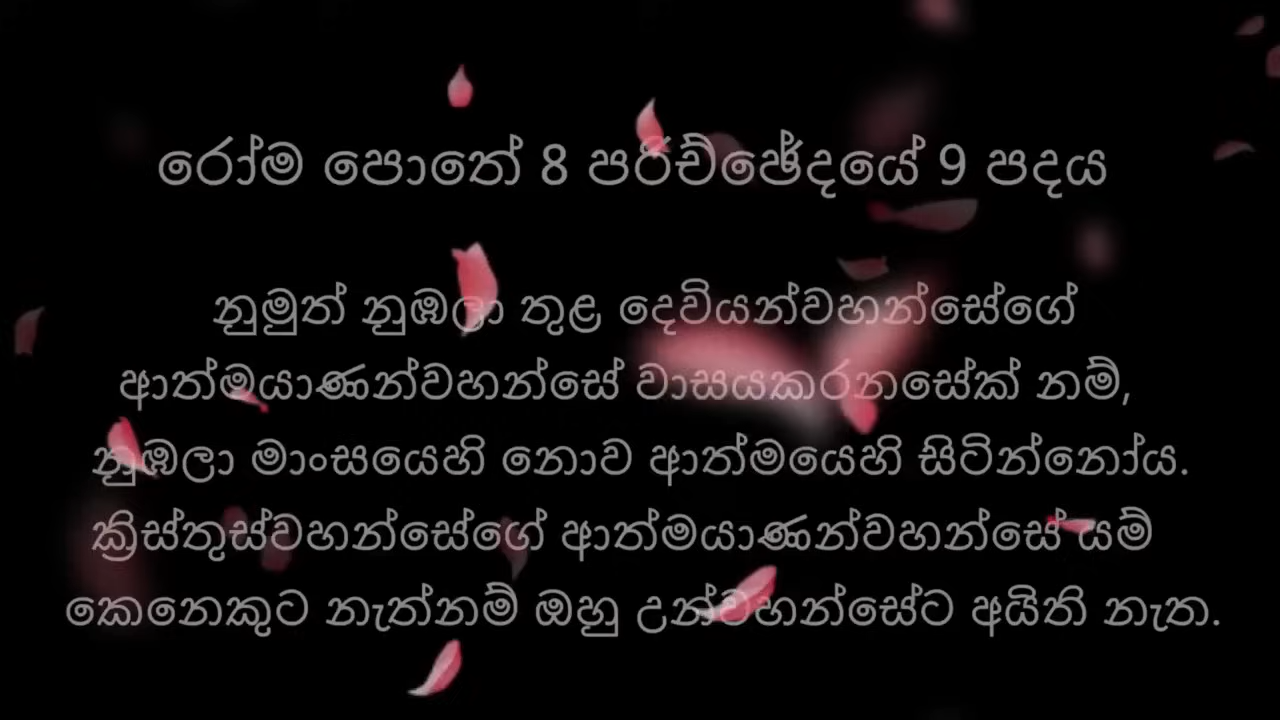 රෝම පොතේ 8 පරිච්ඡේදයේ 9 පදය
නුමුත් නුඹලා තුළ දෙවියන්වහන්සේගේ
ආත්මයාණන්වහන්සේ වාසයකරනසේක් නම්,
නුඹලා මාංසයෙහි නොව ආත්මයෙහි සිටින්නෝය.
ක්‍රිස්තුස්වහන්සේගේ ආත්මයාණන්වහන්සේ යම්
කෙනෙකුට නැත්නම් ඔහු උන්වහන්සේට අයිති නැත.